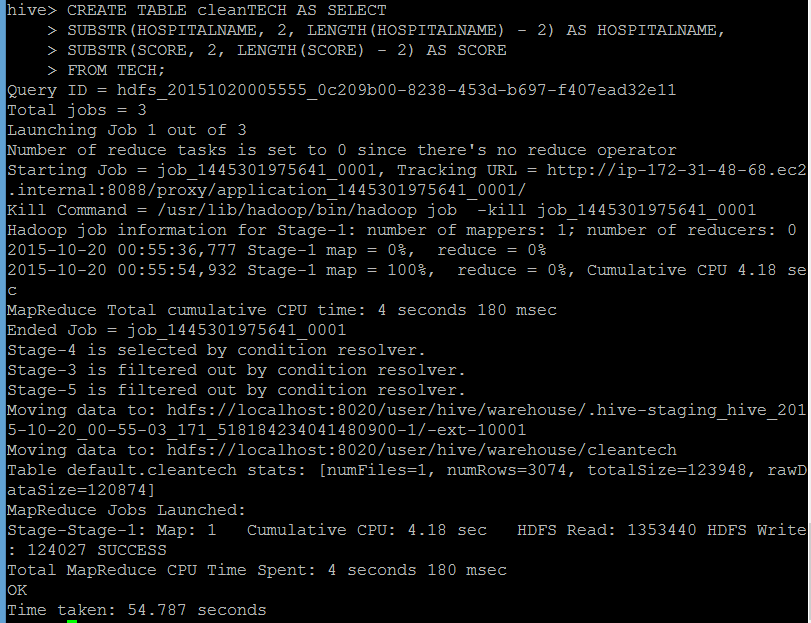 hive> CREATE TABLE cleanTECH AS SELECT
    > SUBSTR(HOSPITALNAME, 2, LENGTH(HOSPITALNAME) - 2) AS HOSPITALNAME,
    > SUBSTR(SCORE, 2, LENGTH(SCORE) - 2) AS SCORE
    > FROM TECH;
Query ID = hdfs_20151020005555_0c209b00-8238-453d-b697-f407ead32e11
Total jobs = 3
Launching Job 1 out of 3
Number of reduce tasks is set to 0 since there's no reduce operator
Starting Job = job_1445301975641_0001, Tracking URL = http://ip-172-31-48-68.ec2
.internal:8088/proxy/application_1445301975641_0001/
Kill Command = /usr/lib/hadoop/bin/hadoop job  -kill job_1445301975641_0001
Hadoop job information for Stage-1: number of mappers: 1; number of reducers: 0
2015-10-20 00:55:36,777 Stage-1 map = 0%,  reduce = 0%
2015-10-20 00:55:54,932 Stage-1 map = 100%,  reduce = 0%, Cumulative CPU 4.18 se
c
MapReduce Total cumulative CPU time: 4 seconds 180 msec
Ended Job = job_1445301975641_0001
Stage-4 is selected by condition resolver.
Stage-3 is filtered out by condition resolver.
Stage-5 is filtered out by condition resolver.
Moving data to: hdfs://localhost:8020/user/hive/warehouse/.hive-staging_hive_201
5-10-20_00-55-03_171_518184234041480900-1/-ext-10001
Moving data to: hdfs://localhost:8020/user/hive/warehouse/cleantech
Table default.cleantech stats: [numFiles=1, numRows=3074, totalSize=123948, rawD
ataSize=120874]
MapReduce Jobs Launched:
Stage-Stage-1: Map: 1   Cumulative CPU: 4.18 sec   HDFS Read: 1353440 HDFS Write
: 124027 SUCCESS
Total MapReduce CPU Time Spent: 4 seconds 180 msec
OK
Time taken: 54.787 seconds